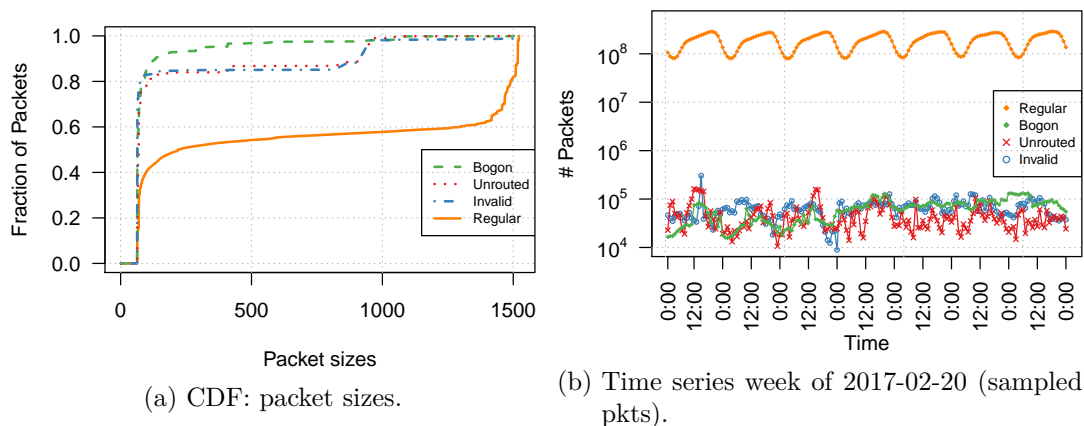 Fraction of Packets
1.0
0.8
0.6
0.4
0.2
0.0
Bogon
Unrouted
Invalid
Regular
0 500 1000 1500
Packet sizes
(a) CDF: packet sizes.
# Packets
10^8
10^7
10^6
10^5
10^4
Regular
Bogon
Unrouted
Invalid
0:00 12:00 0:00 12:00 0:00 12:00 0:00 12:00 0:00 12:00 0:00 12:00 0:00 12:00 0:00
Time
(b) Time series week of 2017-02-20 (sampled
pkts).